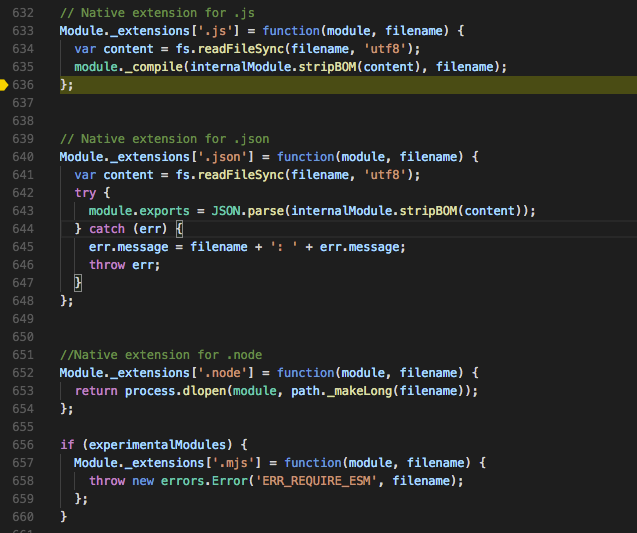 632 // Native extension for .js
633 Module._extensions['.js'] = function(module, filename) {
634   var content = fs.readFileSync(filename, 'utf8');
635   module._compile(internalModule.stripBOM(content), filename);
636 };
637
638
639 // Native extension for .json
640 Module._extensions['.json'] = function(module, filename) {
641   var content = fs.readFileSync(filename, 'utf8');
642   try {
643     module.exports = JSON.parse(internalModule.stripBOM(content));
644   } catch (err) {
645     err.message = filename + ': ' + err.message;
646     throw err;
647   }
648 };
649
650
651 //Native extension for .node
652 Module._extensions['.node'] = function(module, filename) {
653   return process.dlopen(module, path._makeLong(filename));
654 };
655
656 if (experimentalModules) {
657   Module._extensions['.mjs'] = function(module, filename) {
658     throw new errors.Error('ERR_REQUIRE_ESM', filename);
659   };
660 }